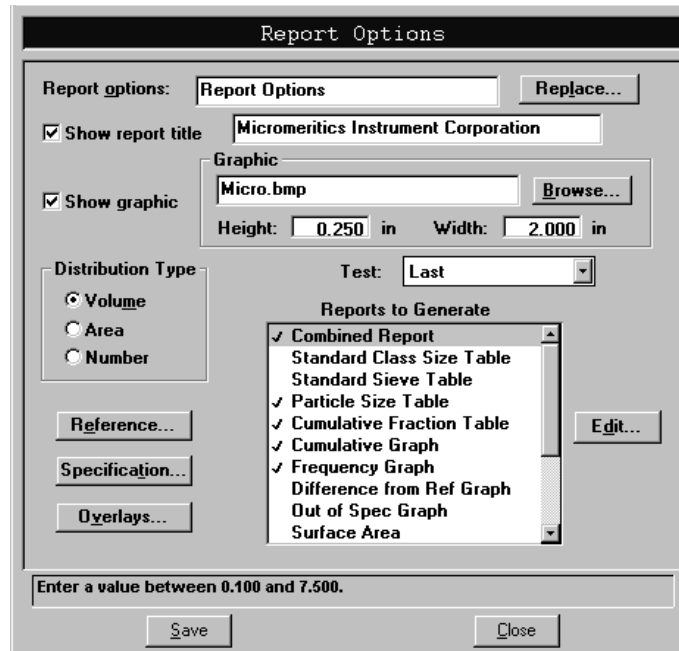 Report Options
Report options: Report Options Replace...
Show report title Micromeritics Instrument Corporation
Graphic
Show graphic Micro.bmp Browse...
Height: 0.250 in Width: 2.000 in
Distribution Type
Test: Last
Volume
Area
Number
Reports to Generate
Combined Report
Standard Class Size Table
Standard Sieve Table
Particle Size Table
Cumulative Fraction Table
Cumulative Graph
Frequency Graph
Difference from Ref Graph
Out of Spec Graph
Surface Area
Reference...
Specification...
Overlays...
Edit...
Enter a value between 0.100 and 7.500.
Save Close